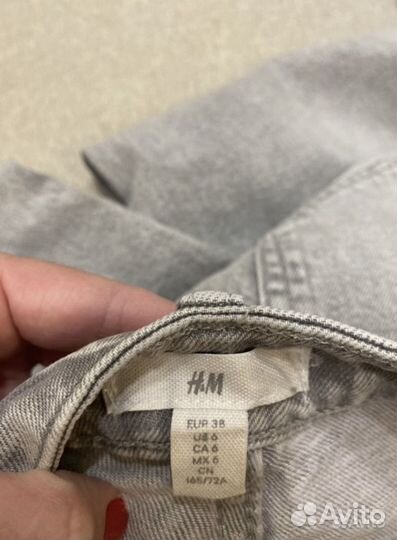 H&M
EUR 38
US 6
CA 6
MX 6
CN
165/72A
Avito